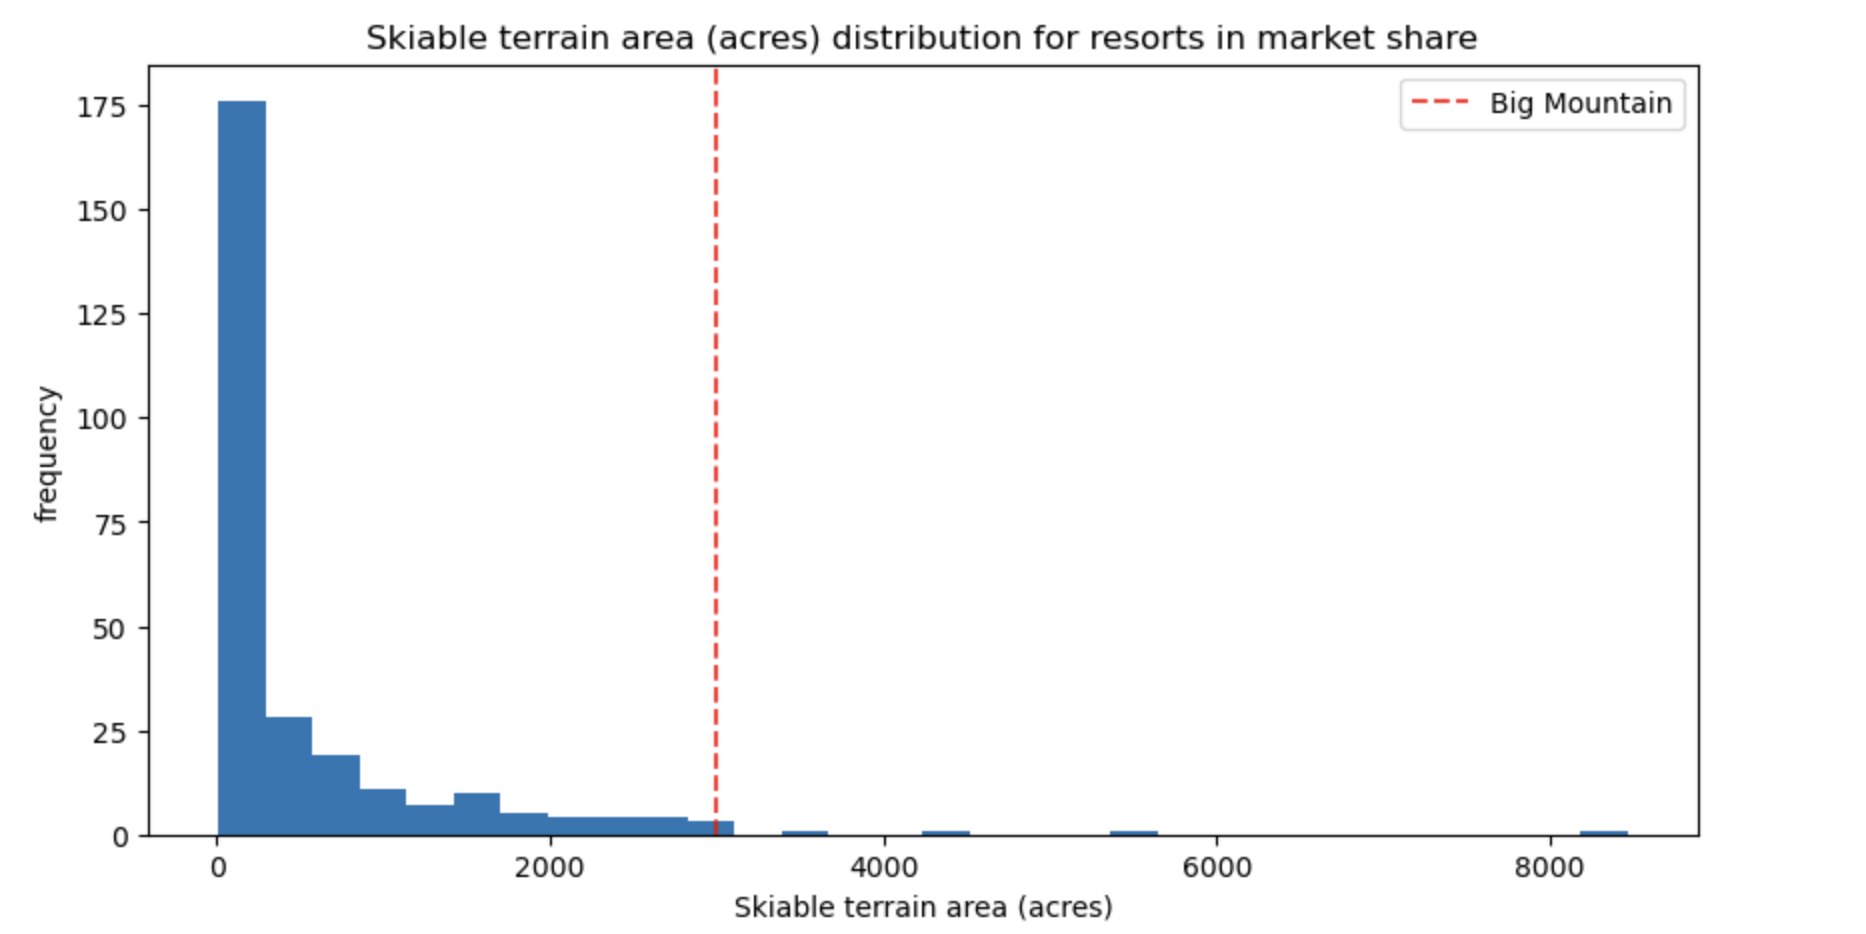 Skiable terrain area (acres) distribution for resorts in market share
Big Mountain
175
150
125
100
75
50
25
0
frequency
0 2000 4000 6000 8000
Skiable terrain area (acres)